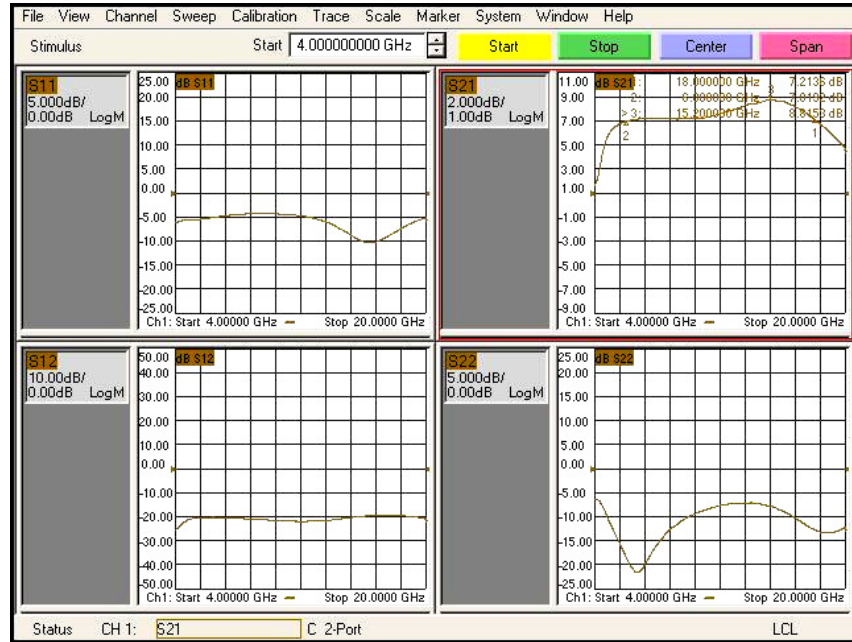 File View Channel Sweep Calibration Trace Scale Marker System Window Help
Stimulus Start 4.000000000 GHz Start Stop Center Span
S11
5.000dB/
0.00dB LogM
25.00 dB S11
20.00
15.00
10.00
5.00
0.00
-5.00
-10.00
-15.00
-20.00
-25.00
Ch1: Start 4.00000 GHz Stop 20.0000 GHz
S21
2.000dB/
1.00dB LogM
11.00 dB S21
9.00
7.00
5.00
3.00
1.00
-1.00
-3.00
-5.00
-7.00
-9.00
1: 18.000000 GHz 7.2136 dB
2:
> 3: 15.200000 GHz 8.8158 dB
3
2
1
Ch1: Start 4.00000 GHz Stop 20.0000 GHz
S12
10.00dB/
0.00dB LogM
50.00 dB S12
40.00
30.00
20.00
10.00
0.00
-10.00
-20.00
-30.00
-40.00
-50.00
Ch1: Start 4.00000 GHz Stop 20.0000 GHz
S22
5.000dB/
0.00dB LogM
25.00 dB S22
20.00
15.00
10.00
5.00
0.00
-5.00
-10.00
-15.00
-20.00
-25.00
Ch1: Start 4.00000 GHz Stop 20.0000 GHz
Status CH 1: S21 C 2-Port LCL